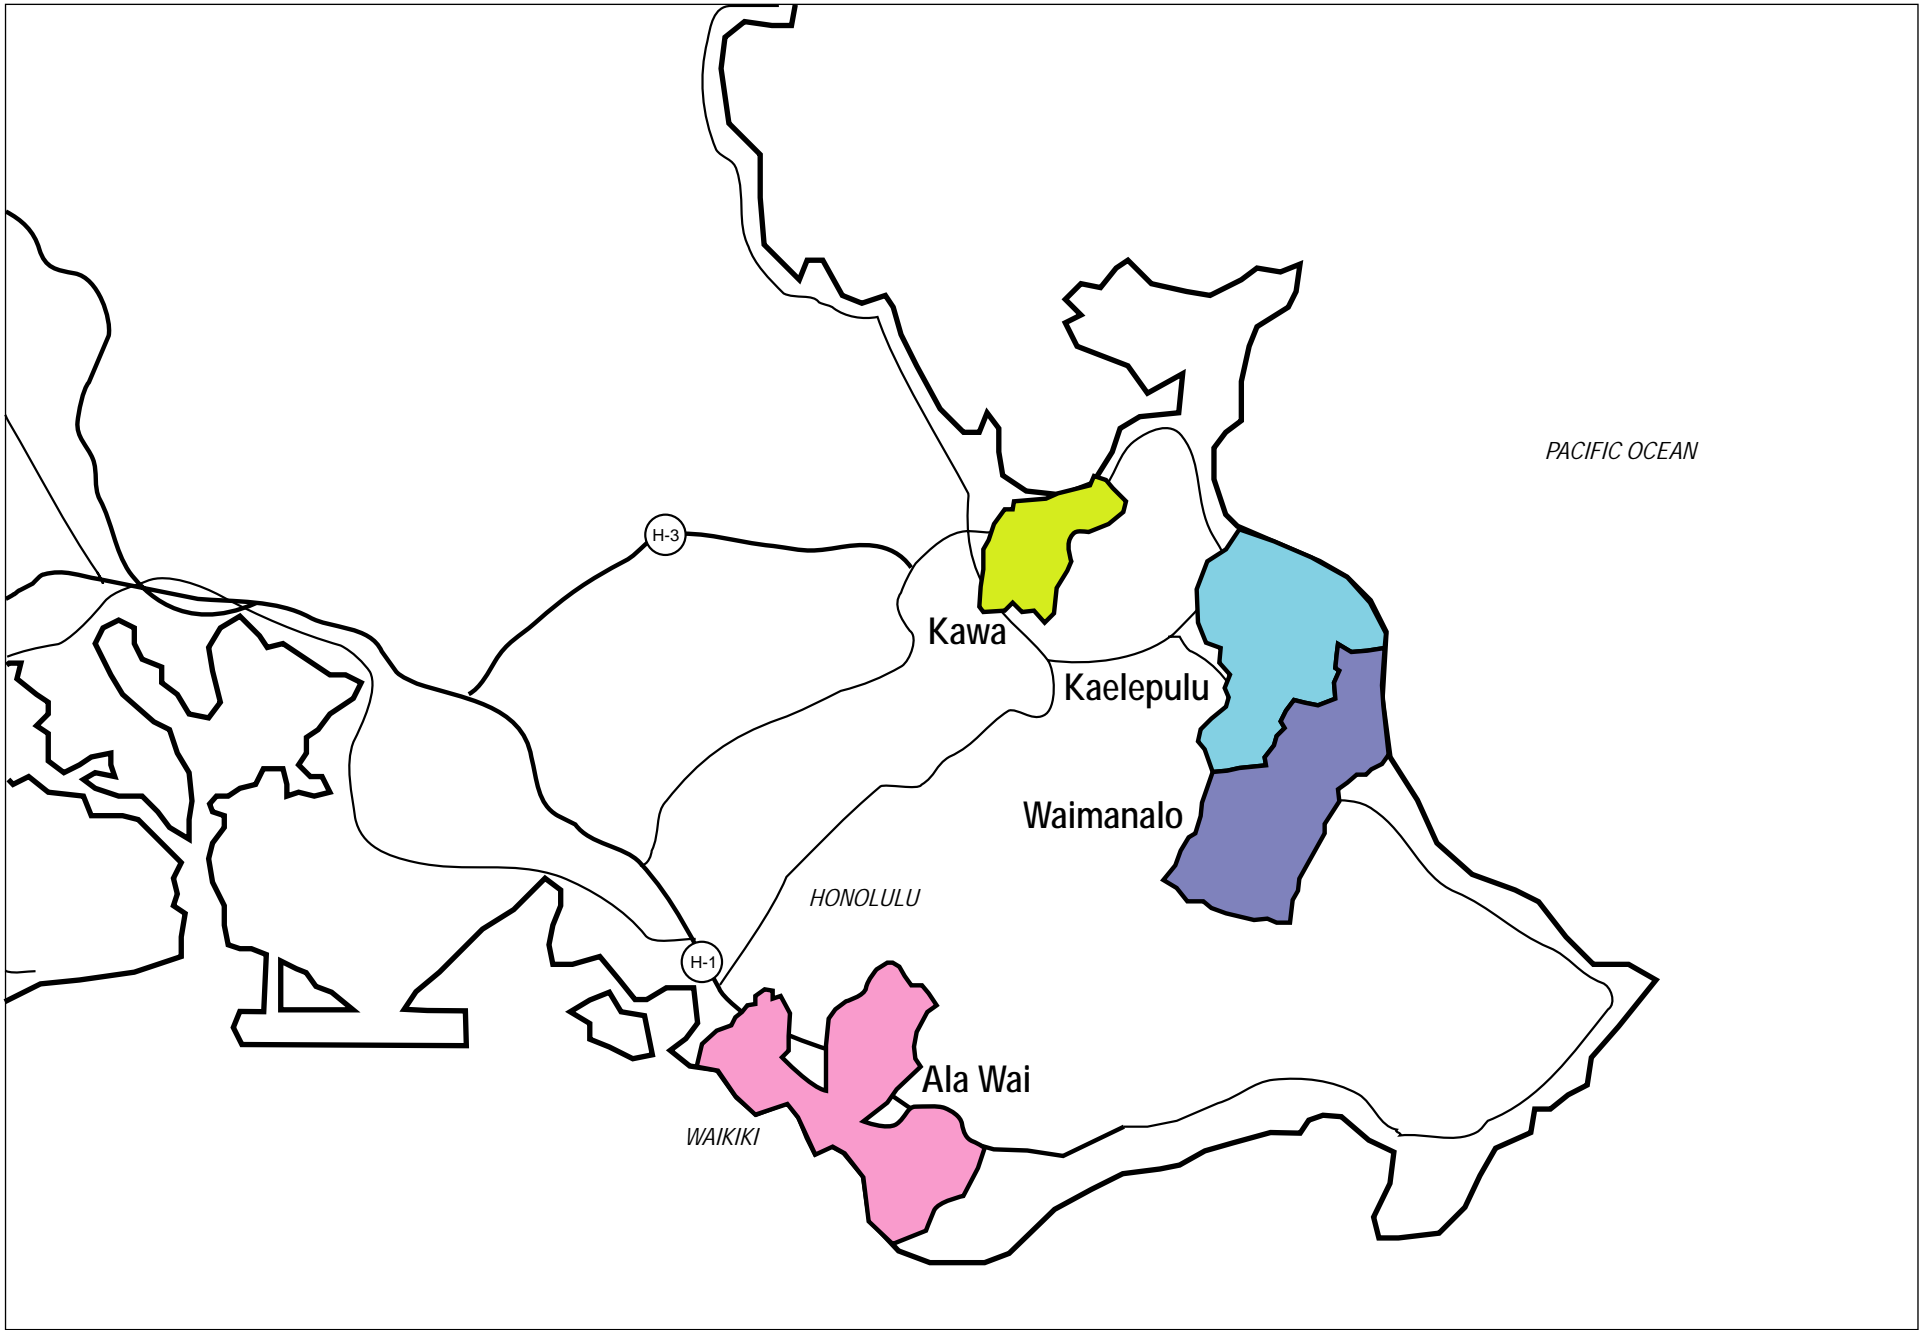 PACIFIC OCEAN
H-3
Kawa
Kaelepulu
Waimanalo
HONOLULU
H-1
Ala Wai
WAIKIKI